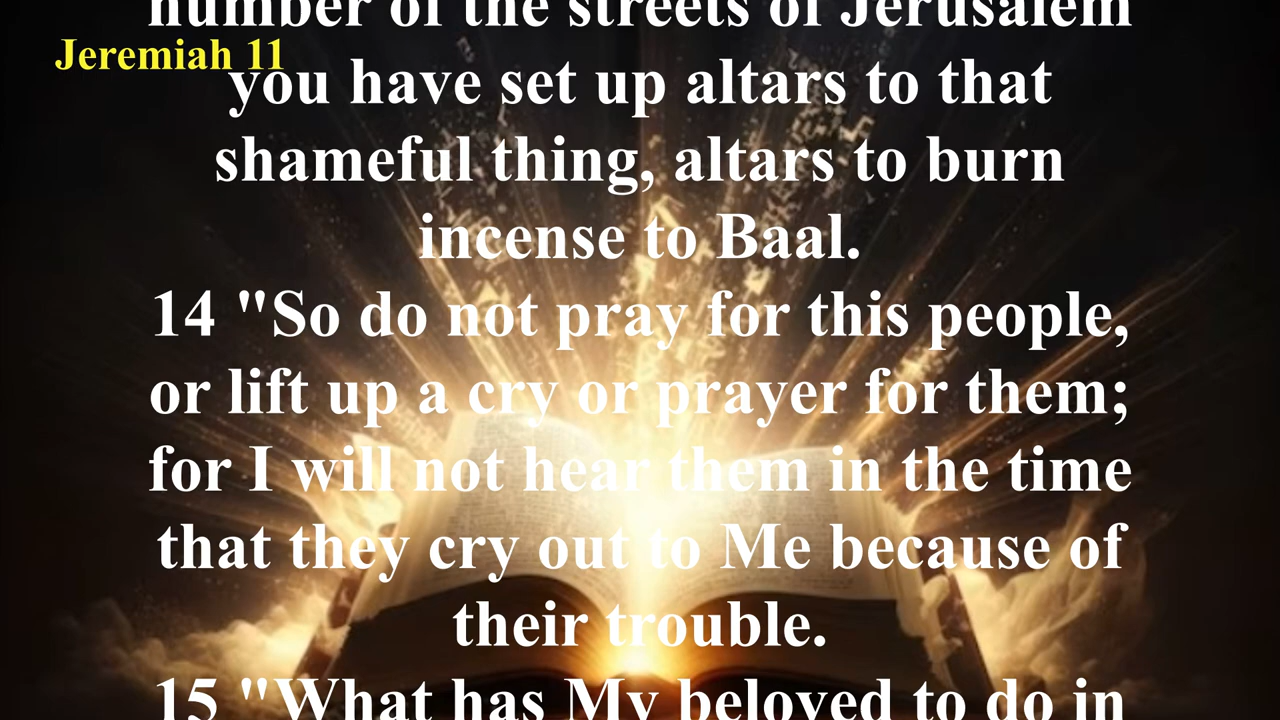 number of the streets of Jerusalem
Jeremiah 11
you have set up altars to that
shameful thing, altars to burn
incense to Baal.
14 "So do not pray for this people,
or lift up a cry or prayer for them;
for I will not hear them in the time
that they cry out to Me because of
their trouble.
15 "What has My beloved to do in